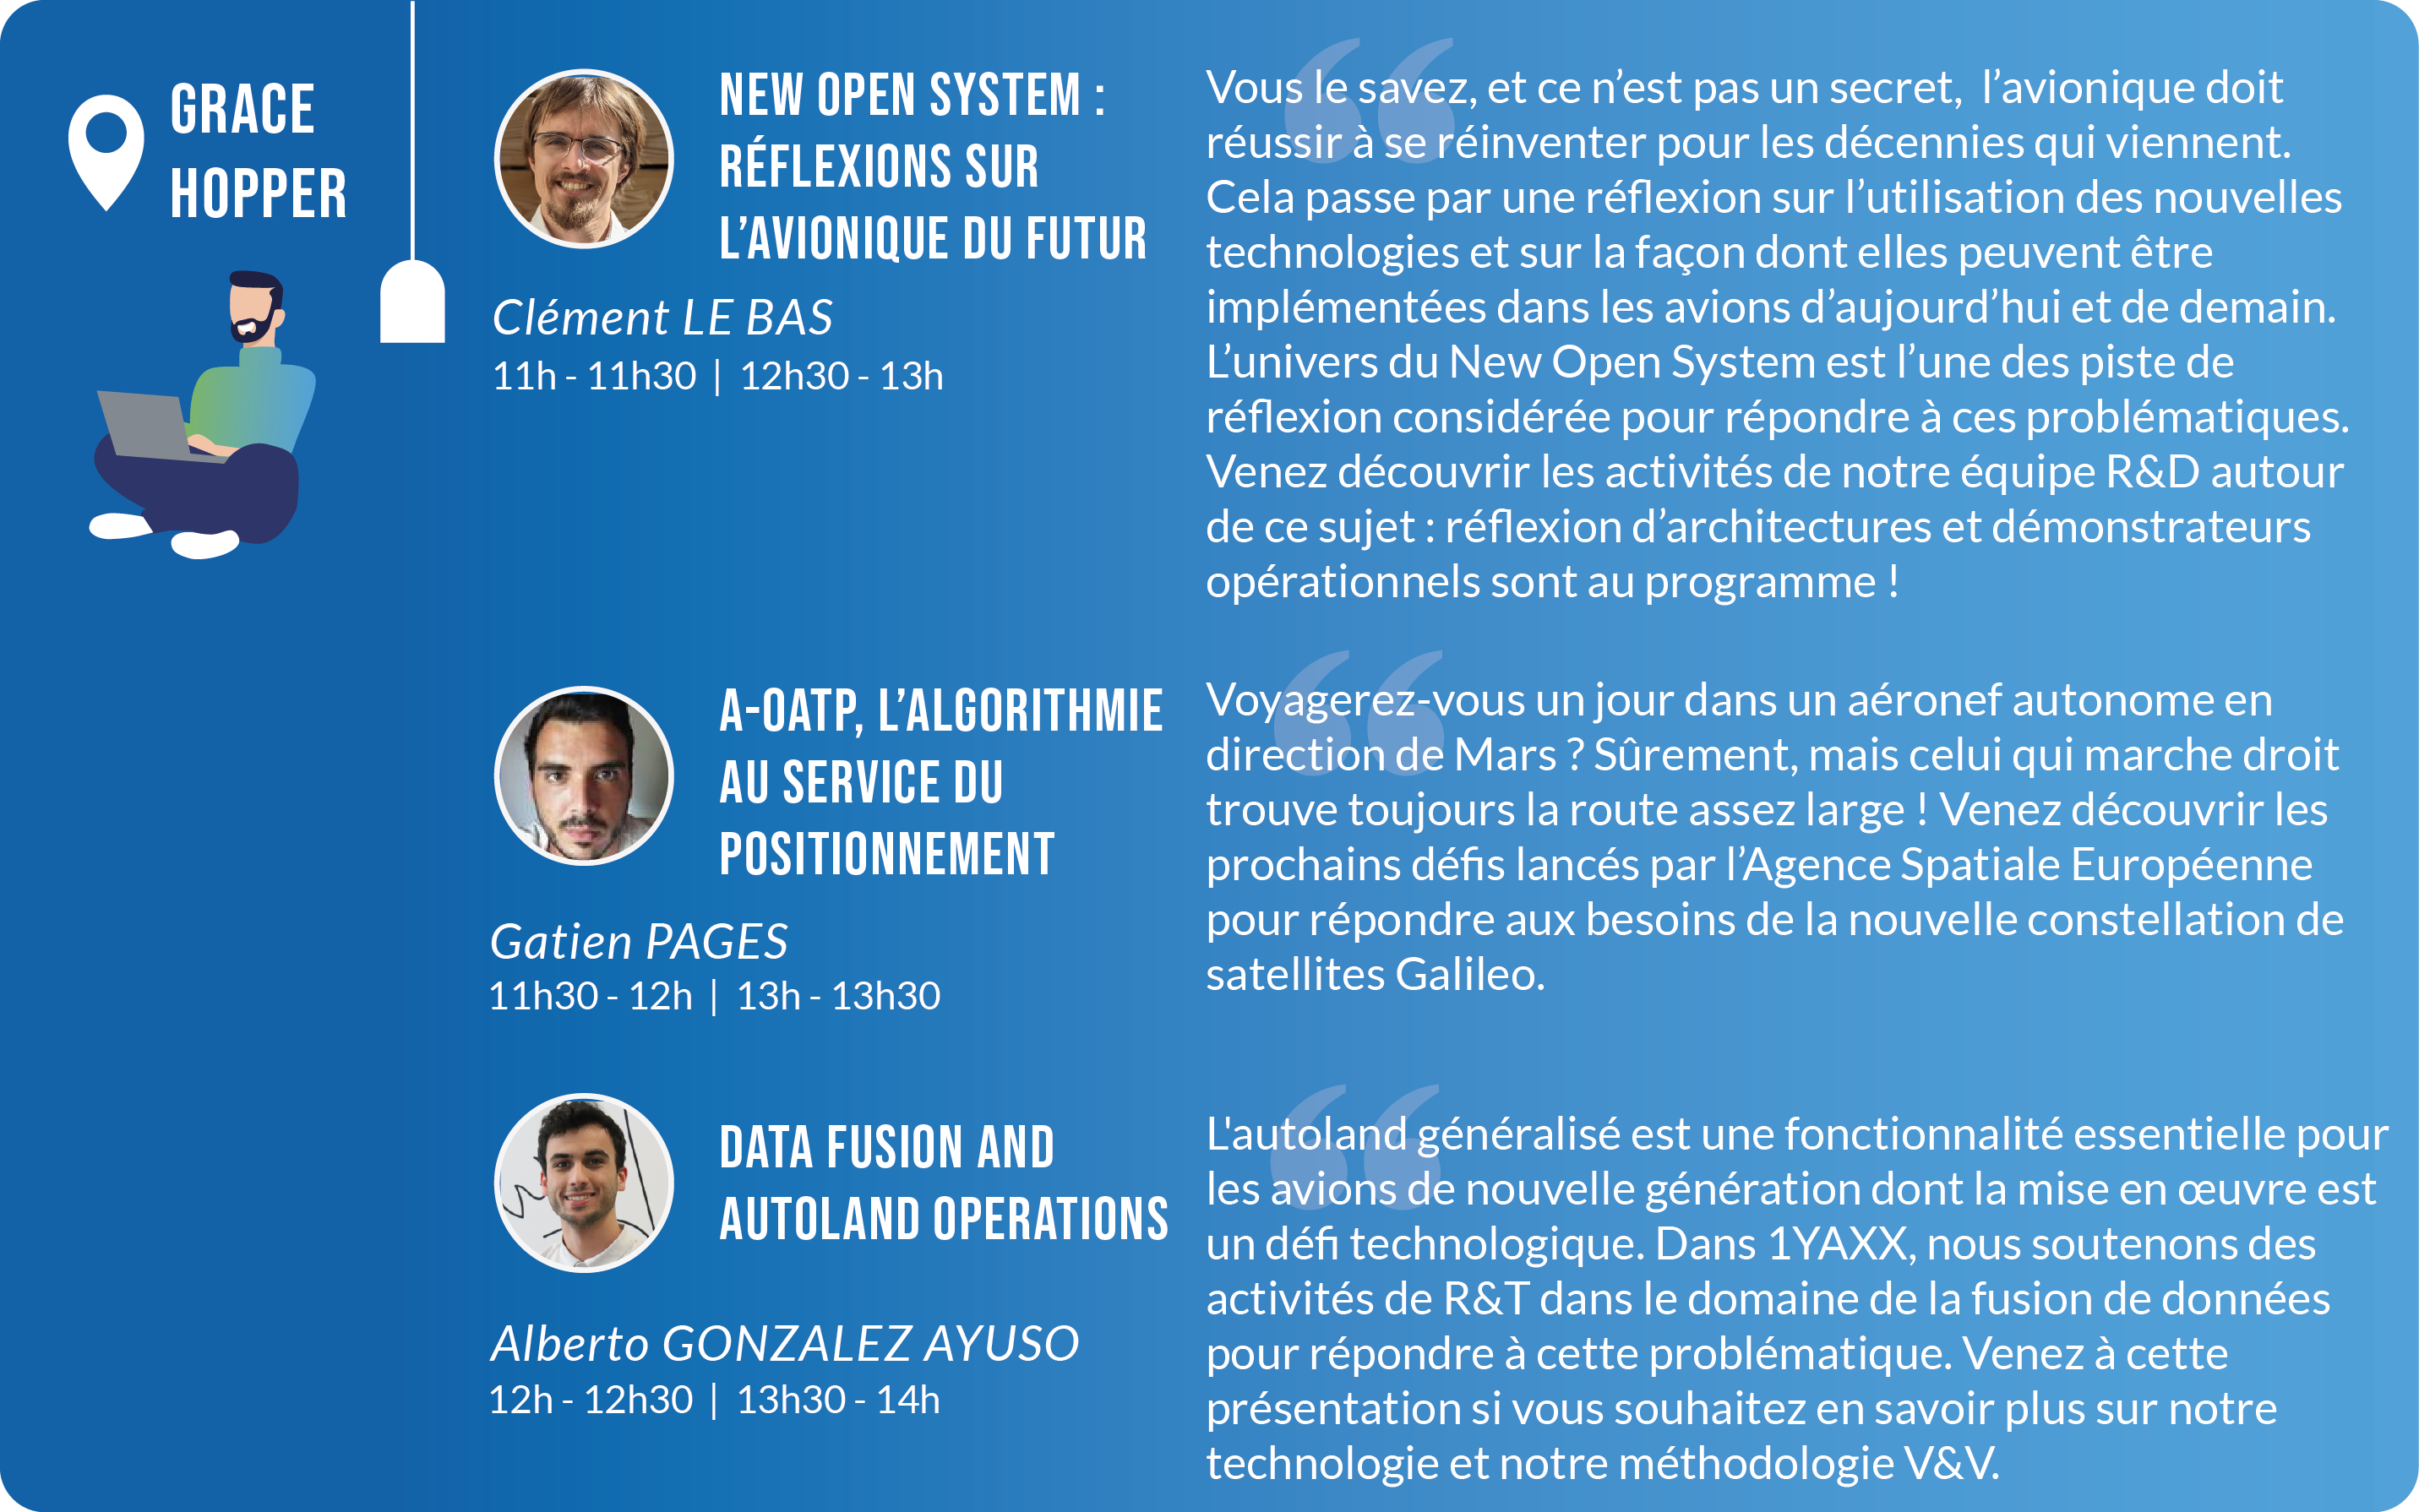 GRACE
HOPPER
NEW OPEN SYSTEM :
RÉFLEXIONS SUR
L’AVIONIQUE DU FUTUR
Clément LE BAS
11h - 11h30 | 12h30 - 13h
Vous le savez, et ce n’est pas un secret, l’avionique doit
réussir à se réinventer pour les décennies qui viennent.
Cela passe par une réflexion sur l’utilisation des nouvelles
technologies et sur la façon dont elles peuvent être
implémentées dans les avions d’aujourd’hui et de demain.
L’univers du New Open System est l’une des piste de
réflexion considérée pour répondre à ces problématiques.
Venez découvrir les activités de notre équipe R&D autour
de ce sujet : réflexion d’architectures et démonstrateurs
opérationnels sont au programme !
A-OATP, L’ALGORITHMIE
AU SERVICE DU
POSITIONNEMENT
Gatien PAGES
11h30 - 12h | 13h - 13h30
Voyagerez-vous un jour dans un aéronef autonome en
direction de Mars ? Sûrement, mais celui qui marche droit
trouve toujours la route assez large ! Venez découvrir les
prochains défis lancés par l’Agence Spatiale Européenne
pour répondre aux besoins de la nouvelle constellation de
satellites Galileo.
DATA FUSION AND
AUTOLAND OPERATIONS
Alberto GONZALEZ AYUSO
12h - 12h30 | 13h30 - 14h
L'autoland généralisé est une fonctionnalité essentielle pour
les avions de nouvelle génération dont la mise en œuvre est
un défi technologique. Dans 1YAXX, nous soutenons des
activités de R&T dans le domaine de la fusion de données
pour répondre à cette problématique. Venez à cette
présentation si vous souhaitez en savoir plus sur notre
technologie et notre méthodologie V&V.